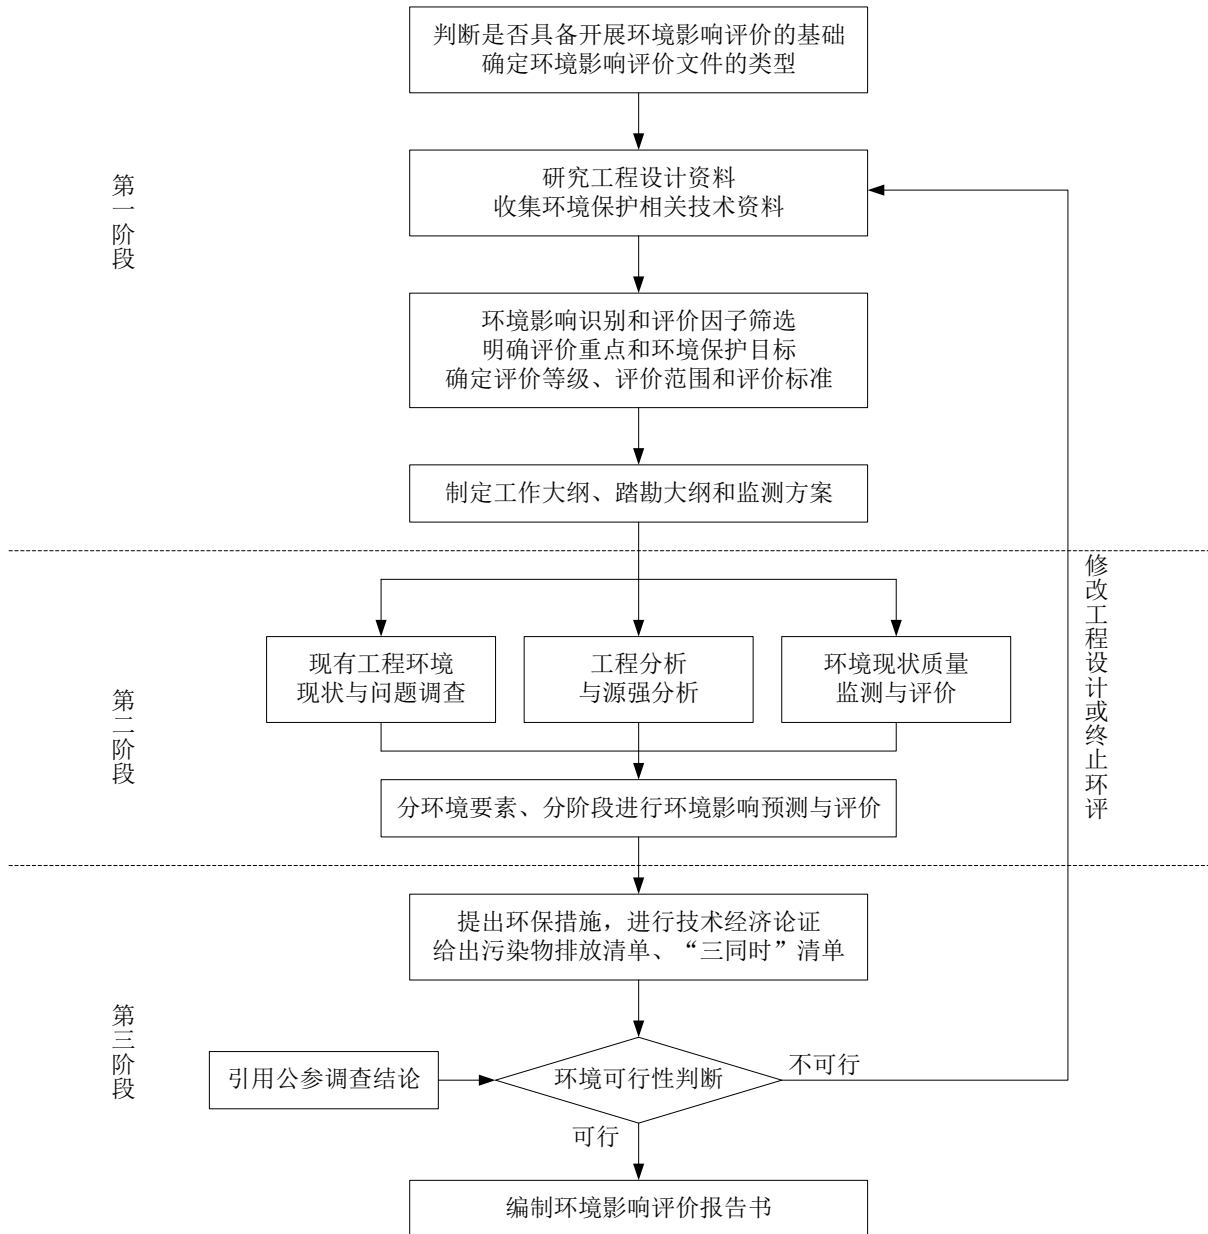 判断是否具备开展环境影响评价的基础
确定环境影响评价文件的类型
第一阶段
研究工程设计资料
收集环境保护相关技术资料
环境影响识别和评价因子筛选
明确评价重点和环境保护目标
确定评价等级、评价范围和评价标准
制定工作大纲、踏勘大纲和监测方案
修改工程设计或终止环评
第二阶段
现有工程环境
现状与问题调查
工程分析
与源强分析
环境现状质量
监测与评价
分环境要素、分阶段进行环境影响预测与评价
第三阶段
提出环保措施，进行技术经济论证
给出污染物排放清单、“三同时”清单
引用公参调查结论
环境可行性判断
不可行
可行
编制环境影响评价报告书